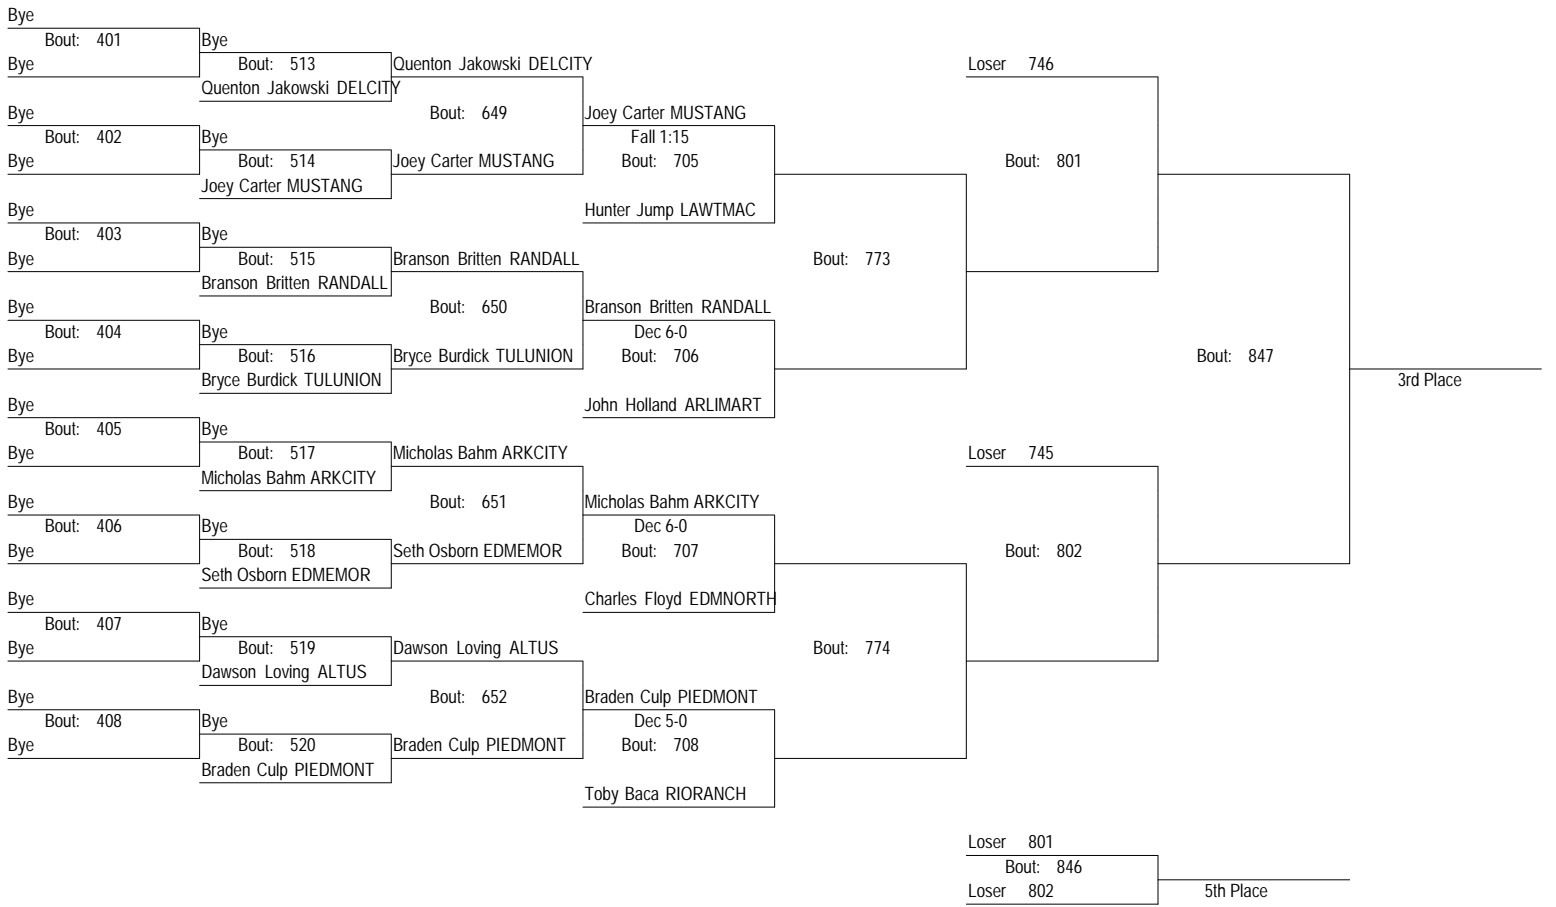 Bye
Bout: 401
Bye
Bye
Bout: 402
Bye
Bye
Bout: 403
Bye
Bye
Bout: 404
Bye
Bye
Bout: 405
Bye
Bye
Bout: 406
Bye
Bye
Bout: 407
Bye
Bye
Bout: 408
Bye
Bye
Bout: 513
Quenton Jakowski DELCITY
Bye
Bout: 514
Joey Carter MUSTANG
Bye
Bout: 515
Branson Britten RANDALL
Bye
Bout: 516
Bryce Burdick TULUNION
Bye
Bout: 517
Micholas Bahm ARKCITY
Bye
Bout: 518
Seth Osborn EDMEMOR
Bye
Bout: 519
Dawson Loving ALTUS
Bye
Bout: 520
Braden Culp PIEDMONT
Quenton Jakowski DELCITY
Bout: 649
Joey Carter MUSTANG
Branson Britten RANDALL
Bout: 650
Bryce Burdick TULUNION
Micholas Bahm ARKCITY
Bout: 651
Seth Osborn EDMEMOR
Dawson Loving ALTUS
Bout: 652
Braden Culp PIEDMONT
Joey Carter MUSTANG
Fall 1:15
Bout: 705
Hunter Jump LAWTMAC
Branson Britten RANDALL
Dec 6-0
Bout: 706
John Holland ARLIMART
Micholas Bahm ARKCITY
Dec 6-0
Bout: 707
Charles Floyd EDMNORTH
Braden Culp PIEDMONT
Dec 5-0
Bout: 708
Toby Baca RIORANCH
Bout: 773
Bout: 774
Loser 746
Bout: 801
Loser 745
Bout: 802
Bout: 847
3rd Place
Loser 801
Bout: 846
Loser 802
5th Place